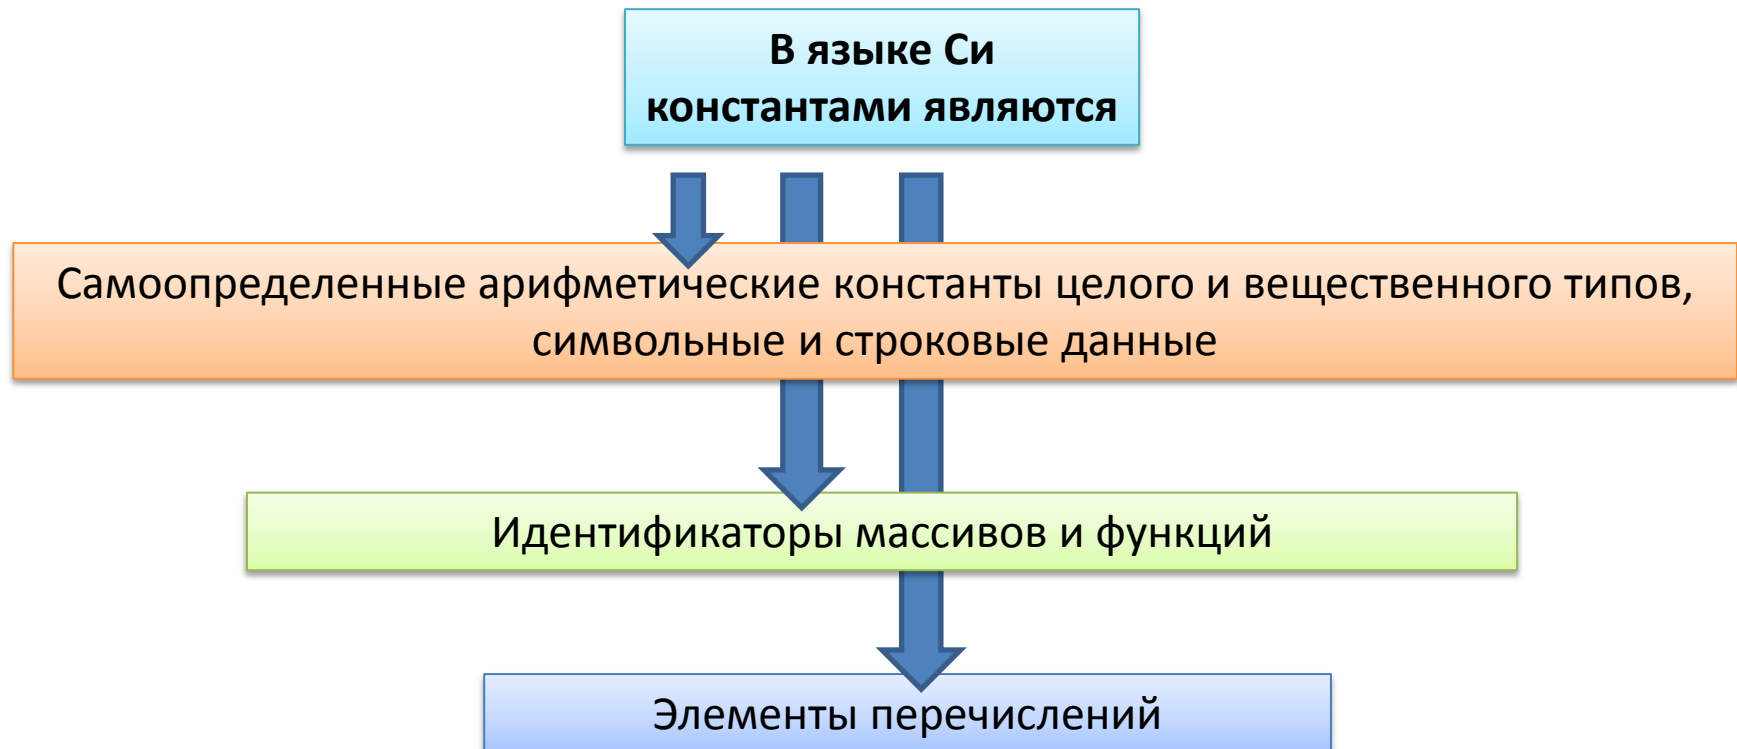 В языке Си
константами являются
Самоопределенные арифметические константы целого и вещественного типов,
символьные и строковые данные
Идентификаторы массивов и функций
Элементы перечислений